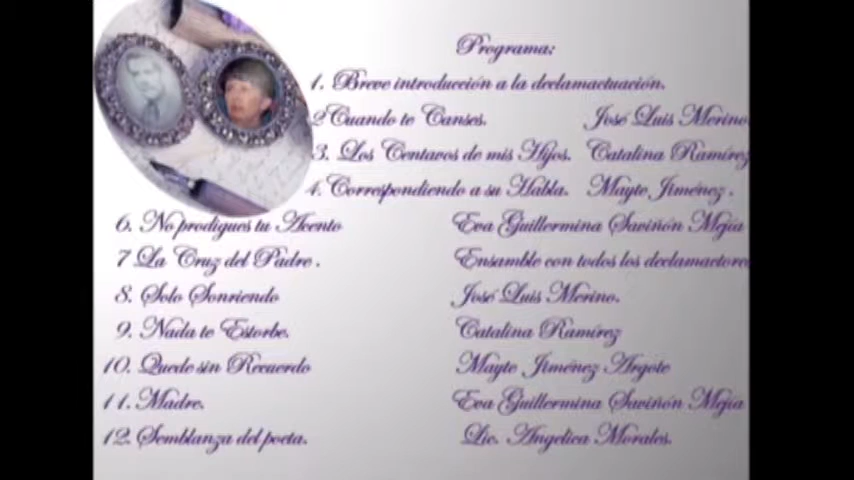 Programa:
1. Breve introducción a la declamactuación.
2 Cuando te Canses. José Luis Merino
3. Los Centavos de mis Hijos. Catalina Ramírez
4. Correspondiendo a su Habla. Mayte Jiménez .
6. No prodigues tu Acento Eva Guillermina Saviñón Mejía
7 La Cruz del Padre . Ensamble con todos los declamactores
8. Solo Sonriendo José Luis Merino.
9. Nada te Estorbe. Catalina Ramírez
10. Quede sin Recuerdo Mayte Jiménez Argote
11. Madre. Eva Guillermina Saviñón Mejía
12. Semblanza del poeta. Lic. Angelica Morales.